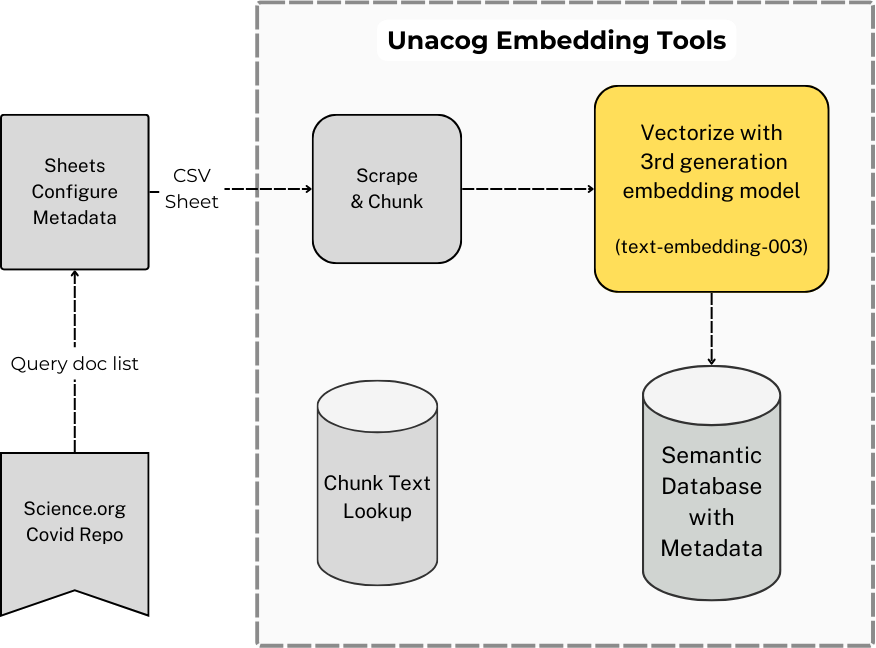 Unacog Embedding Tools
Sheets
Configure
Metadata
CSV
Sheet
Scrape
& Chunk
Vectorize with
3rd generation
embedding model
(text-embedding-003)
Query doc list
Science.org
Covid Repo
Chunk Text
Lookup
Semantic
Database
with
Metadata